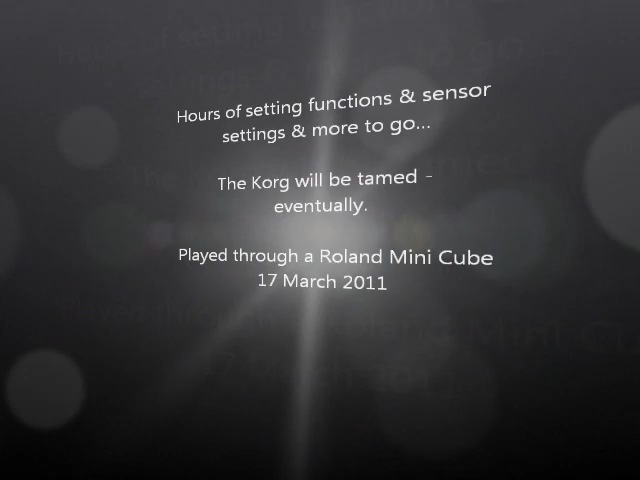 Hours of setting functions & sensor
settings & more to go...
The Korg will be tamed -
eventually.
Played through a Roland Mini Cube
17 March 2011